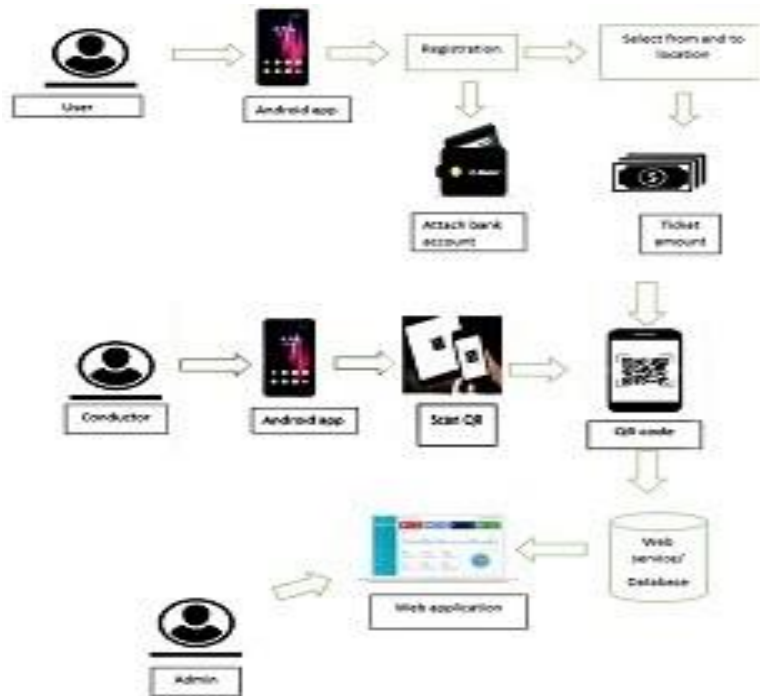 Registration
Select from and to
location
User
Android app
Attach bank
account
Ticket
amount
Conductor
Android app
Scan QR
QR code
Web
services/
Database
Web application
Admin